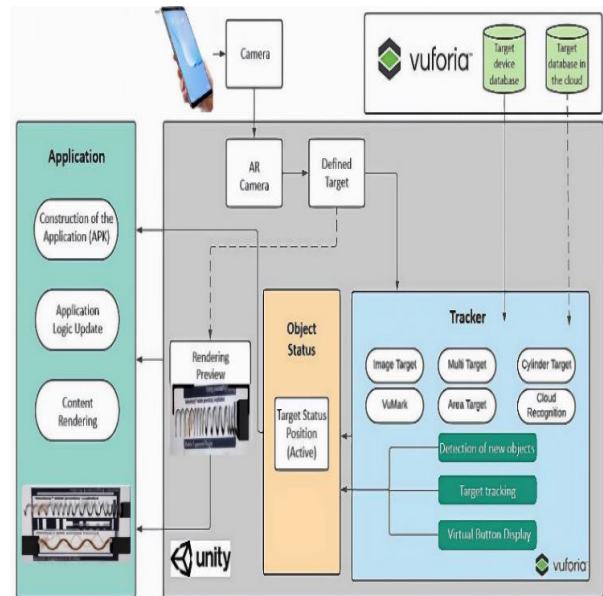 Camera
vuforia™
Target
device
database
Target
database in
the cloud
Application
Construction of the
Application (APK)
Application
Logic Update
Content
Rendering
AR
Camera
Defined
Target
Rendering
Preview
unity
Object
Status
Target Status
Position
(Active)
Tracker
Image Target
Multi Target
Cylinder Target
VuMark
Area Target
Cloud
Recognition
Detection of new objects
Target tracking
Virtual Button Display
vuforia™